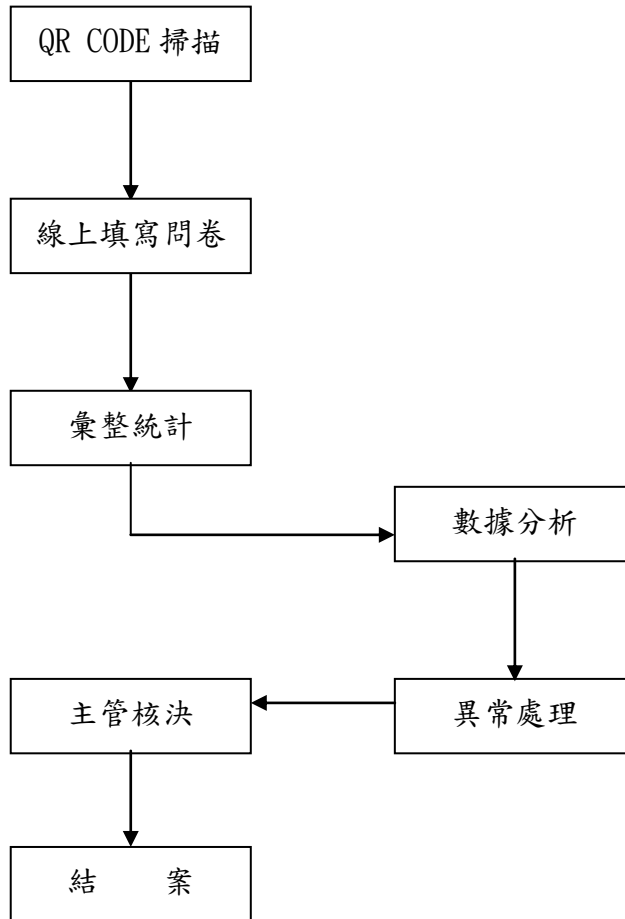 QR CODE 掃描
線上填寫問卷
彙整統計
數據分析
異常處理
主管核決
結　案